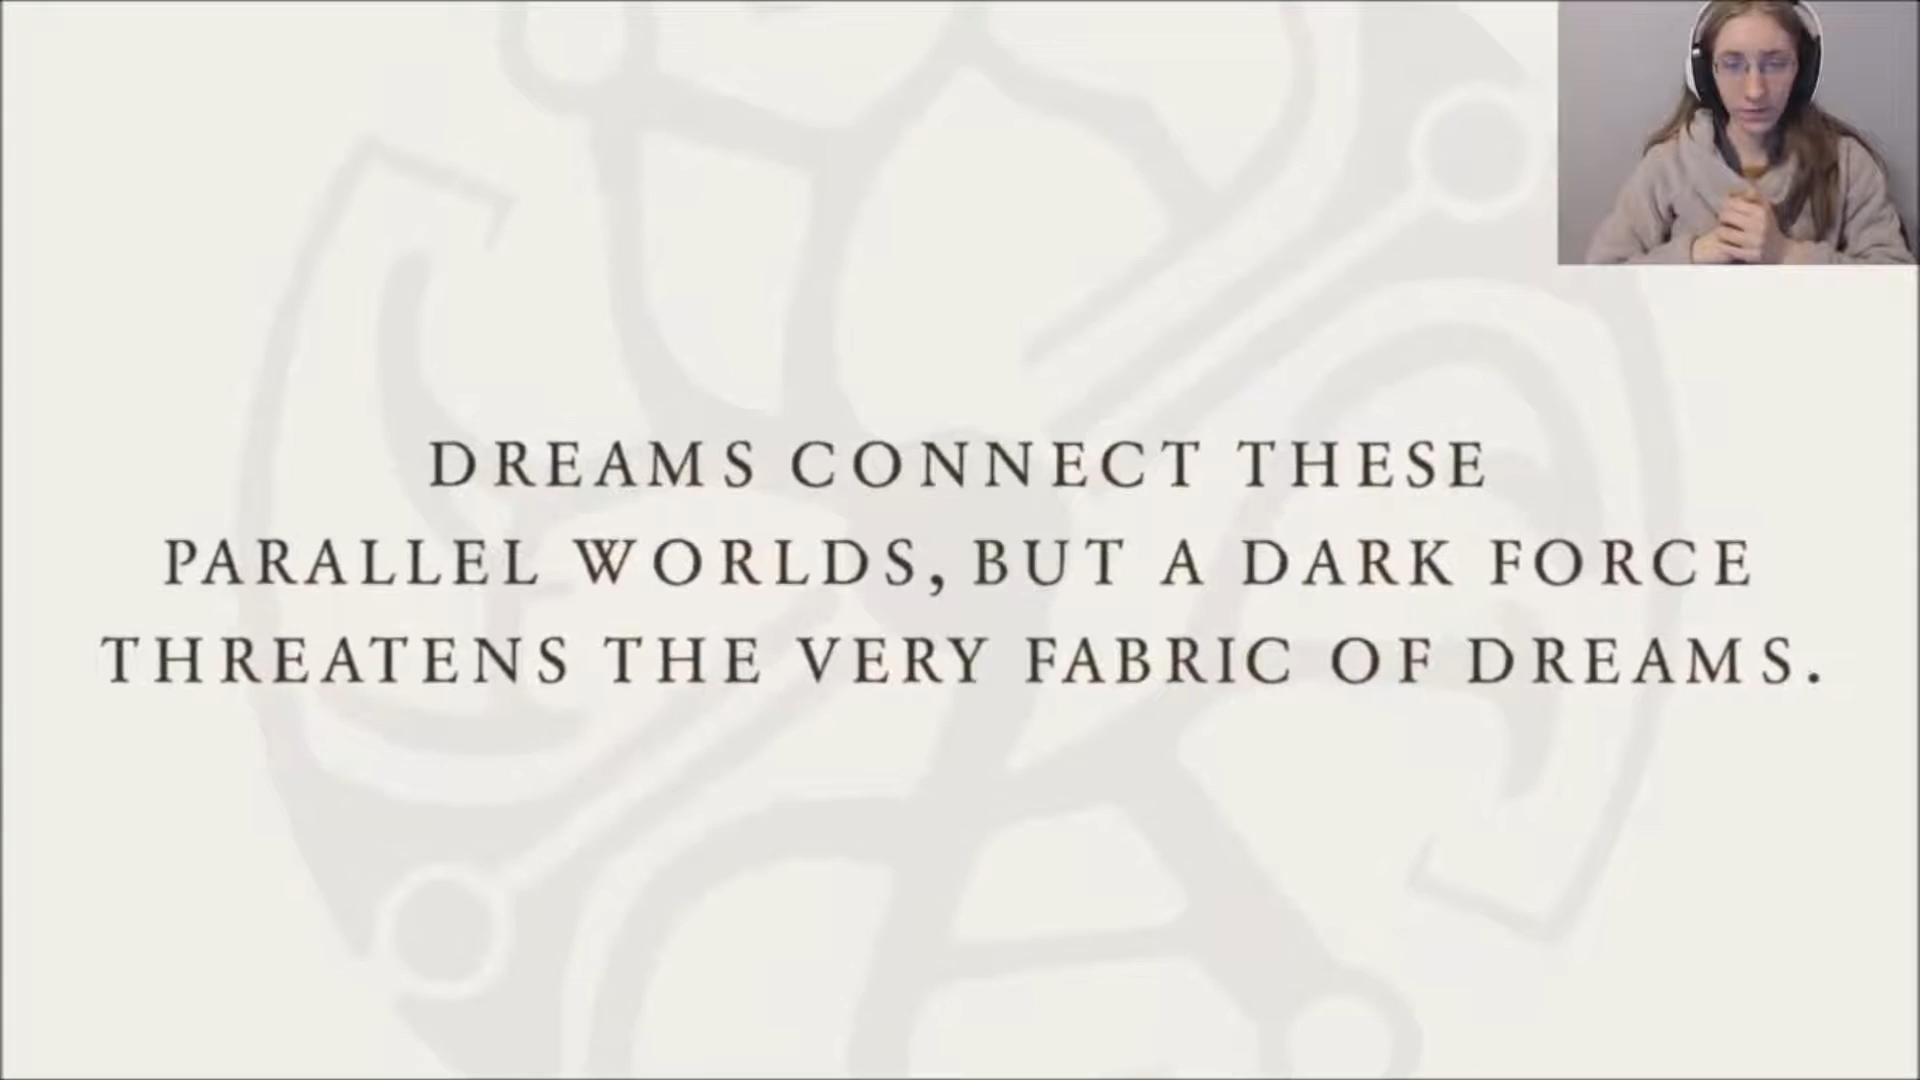 DREAMS CONNECT THESE
PARALLEL WORLDS, BUT A DARK FORCE
THREATENS THE VERY FABRIC OF DREAMS.